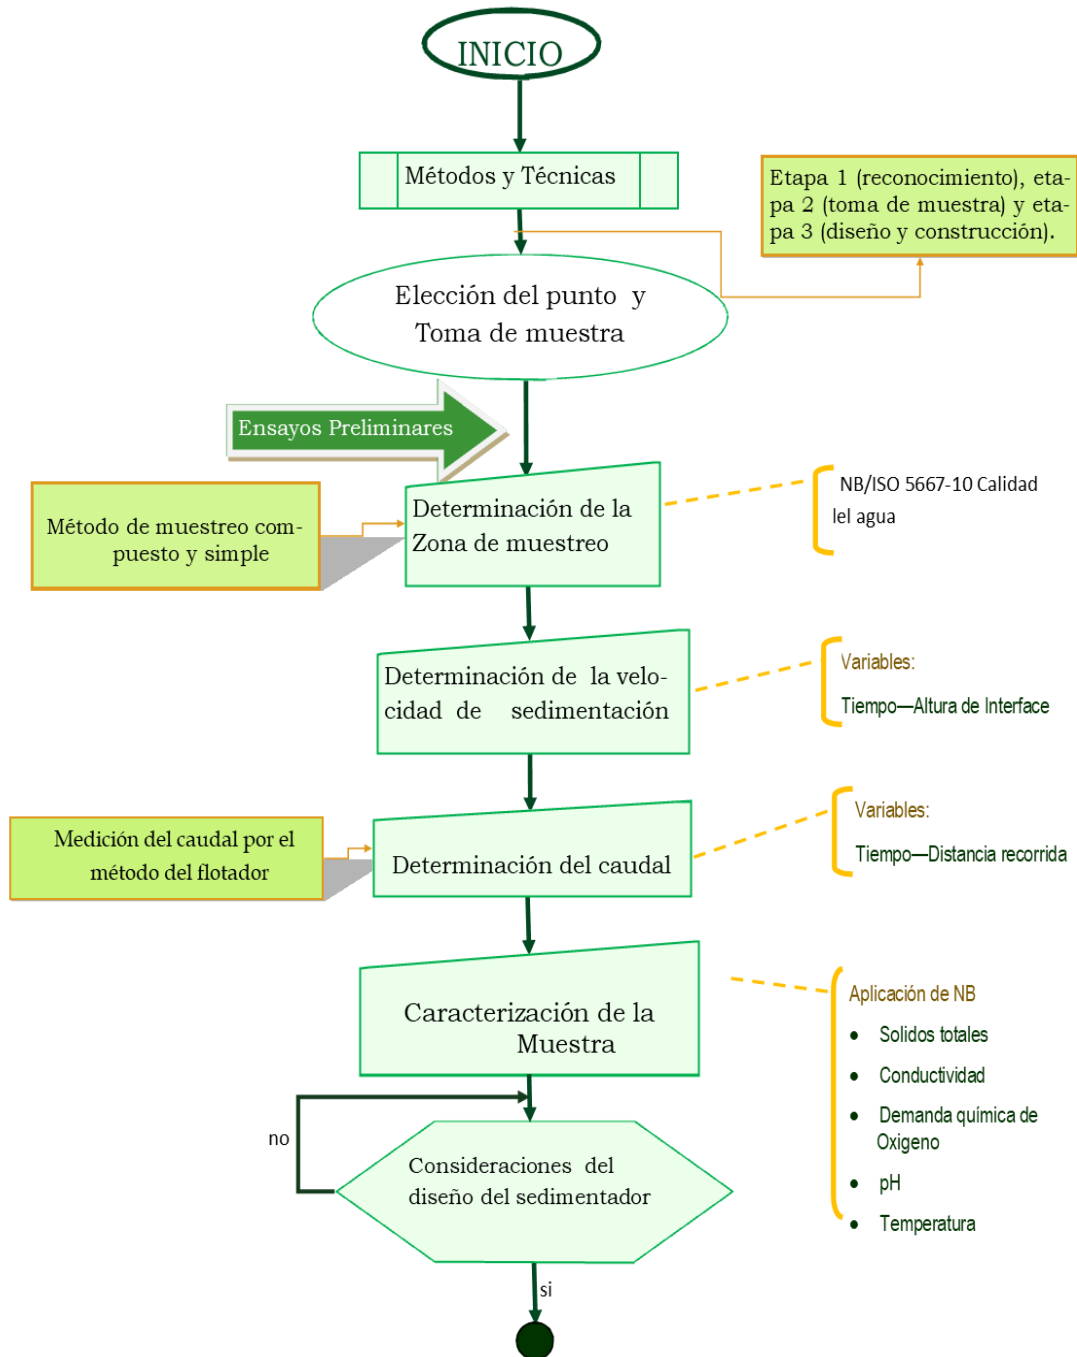 INICIO
Métodos y Técnicas
Etapa 1 (reconocimiento), eta-
pa 2 (toma de muestra) y eta-
pa 3 (diseño y construcción).
Elección del punto y
Toma de muestra
Ensayos Preliminares
Método de muestreo com-
puesto y simple
Determinación de la
Zona de muestreo
NB/ISO 5667-10 Calidad
lel agua
Determinación de la velo-
cidad de sedimentación
Variables:
Tiempo—Altura de Interface
Medición del caudal por el
método del flotador
Determinación del caudal
Variables:
Tiempo—Distancia recorrida
Caracterización de la
Muestra
Aplicación de NB
• Solidos totales
• Conductividad
• Demanda química de
Oxigeno
• pH
• Temperatura
no
Consideraciones del
diseño del sedimentador
si